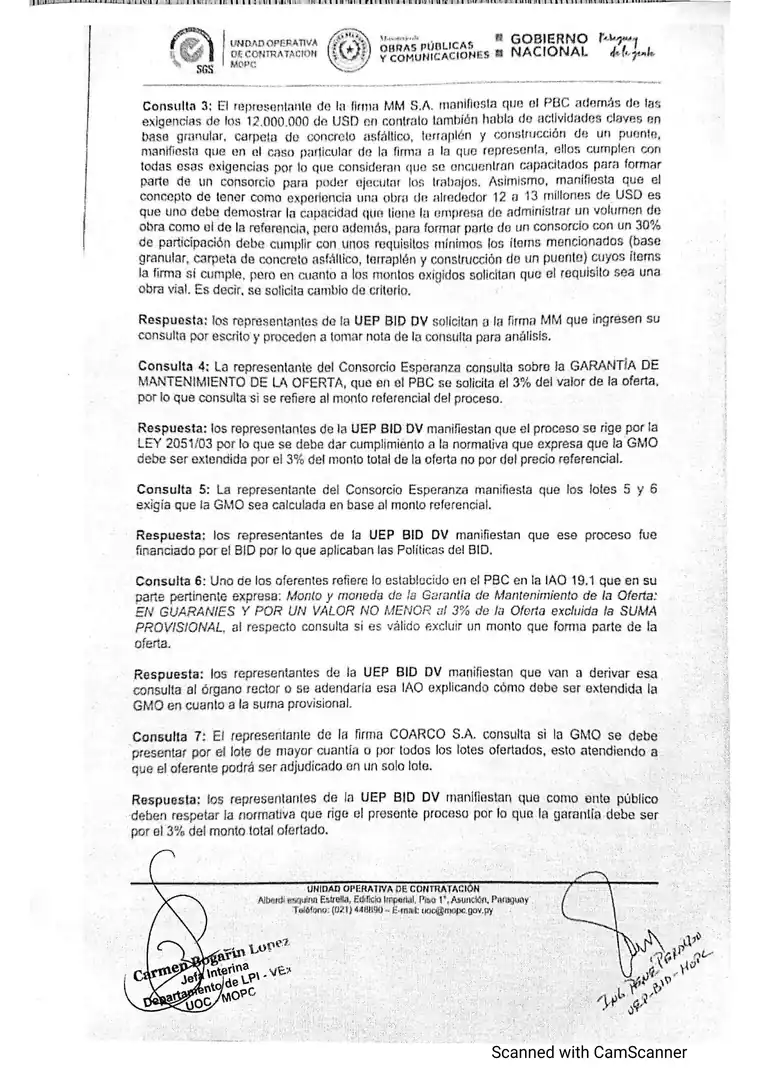 SGS
UNIDAD OPERATIVA
DE CONTRATACION
MOPC
OBRAS PÚBLICAS
Y COMUNICACIONES
GOBIERNO
NACIONAL
Paraguay
de la gente
Consulta 3: El representante de la firma MM S.A. manifiesta que el PBC además de las
exigencias de los 12.000.000 de USD en contrato también habla de actividades claves en
base granular, carpeta de concreto asfáltico, terraplén y construcción de un puente,
manifiesta que en el caso particular de la firma a la que representa, ellos cumplen con
todas esas exigencias por lo que consideran que se encuentran capacitados para formar
parte de un consorcio para poder ejecutar los trabajos. Asimismo, manifiesta que el
concepto de tener como experiencia una obra de alrededor 12 a 13 millones de USD es
que uno debe demostrar la capacidad que tiene la empresa de administrar un volumen de
obra como el de la referencia, pero además, para formar parte de un consorcio con un 30%
de participación debe cumplir con unos requisitos mínimos los ítems mencionados (base
granular, carpeta de concreto asfáltico, terraplén y construcción de un puente) cuyos ítems
la firma si cumple, pero en cuanto a los montos exigidos solicitan que el requisito sea una
obra vial. Es decir, se solicita cambio de criterio.
Respuesta: los representantes de la UEP BID DV solicitan a la firma MM que ingresen su
consulta por escrito y proceden a tomar nota de la consulta para análisis.
Consulta 4: La representante del Consorcio Esperanza consulta sobre la GARANTÍA DE
MANTENIMIENTO DE LA OFERTA, que en el PBC se solicita el 3% del valor de la oferta,
por lo que consulta si se refiere al monto referencial del proceso.
Respuesta: los representantes de la UEP BID DV manifiestan que el proceso se rige por la
LEY 2051/03 por lo que se debe dar cumplimiento a la normativa que expresa que la GMO
debe ser extendida por el 3% del monto total de la oferta no por del precio referencial.
Consulta 5: La representante del Consorcio Esperanza manifiesta que los lotes 5 y 6
exigía que la GMO sea calculada en base al monto referencial.
Respuesta: los representantes de la UEP BID DV manifiestan que ese proceso fue
financiado por el BID por lo que aplicaban las Políticas del BID.
Consulta 6: Uno de los oferentes refiere lo establecido en el PBC en la IAO 19.1 que en su
parte pertinente expresa: Monto y moneda de la Garantía de Mantenimiento de la Oferta:
EN GUARANIES Y POR UN VALOR NO MENOR al 3% de la Oferta excluida la SUMA
PROVISIONAL, al respecto consulta si es válido excluir un monto que forma parte de la
oferta.
Respuesta: los representantes de la UEP BID DV manifiestan que van a derivar esa
consulta al órgano rector o se adendaría esa IAO explicando cómo debe ser extendida la
GMO en cuanto a la suma provisional.
Consulta 7: El representante de la firma COARCO S.A. consulta si la GMO se debe
presentar por el lote de mayor cuantía o por todos los lotes ofertados, esto atendiendo a
que el oferente podrá ser adjudicado en un solo lote.
Respuesta: los representantes de la UEP BID DV manifiestan que como ente público
deben respetar la normativa que rige el presente proceso por lo que la garantía debe ser
por el 3% del monto total ofertado.
UNIDAD OPERATIVA DE CONTRATACIÓN
Alberdi esquina Estrella, Edificio Imperial, Piso 1°, Asunción, Paraguay
Teléfono: (021) 448890 – E-mail: uoc@mopc.gov.py
Carmen Bogarín Lopez
Jefa Interina
Departamento de LPI - VEx
UOC / MOPC
UEP-BID-MOPC
Scanned with CamScanner